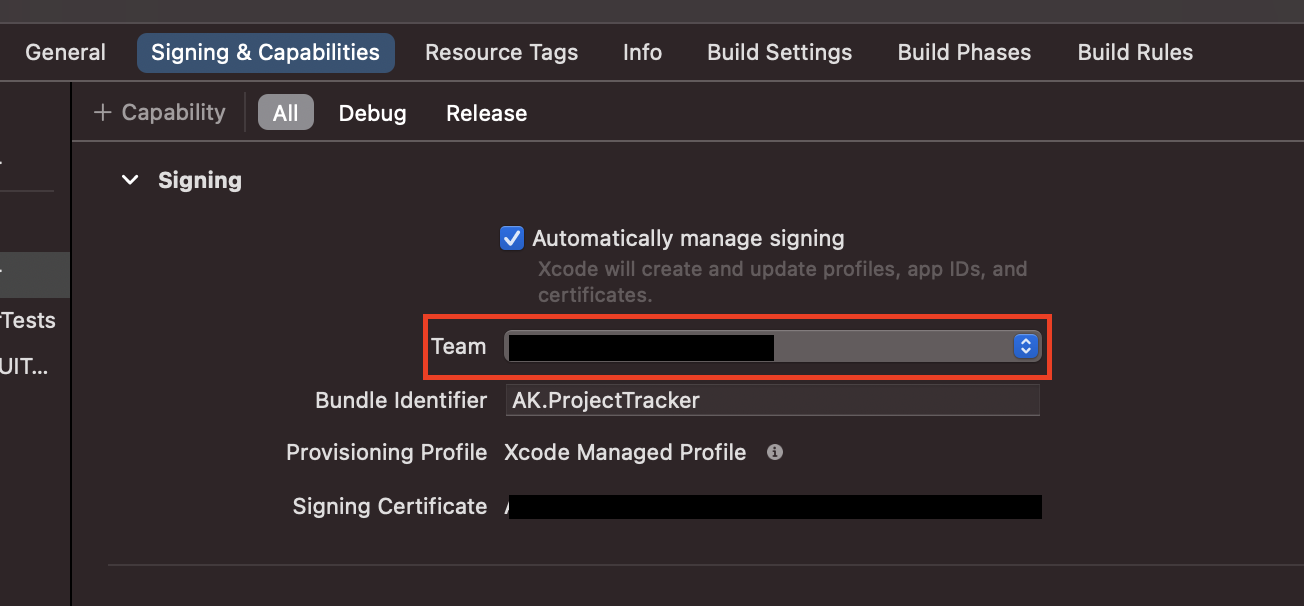 General Signing & Capabilities Resource Tags Info Build Settings Build Phases Build Rules
+ Capability All Debug Release
Signing
Automatically manage signing
Xcode will create and update profiles, app IDs, and
certificates.
Tests
Team
UIT...
Bundle Identifier AK.ProjectTracker
Provisioning Profile Xcode Managed Profile
Signing Certificate